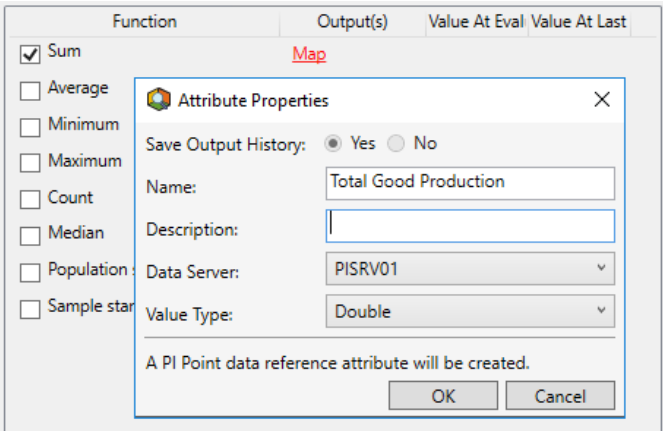 Function Output(s) Value At Eval Value At Last
Sum Map
Average
Attribute Properties
Minimum
Save Output History: Yes No
Maximum
Name: Total Good Production
Count
Description:
Median
Population
Data Server: PISRV01
Sample star
Value Type: Double
A PI Point data reference attribute will be created.
OK Cancel